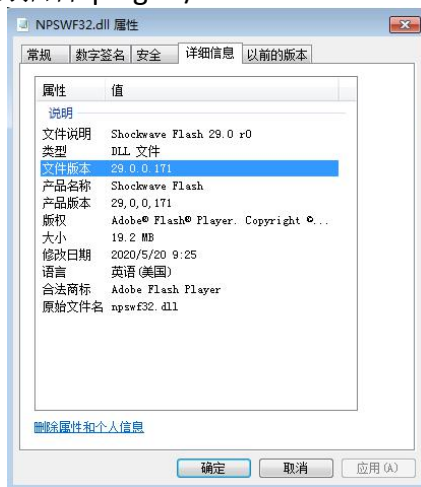 NPSWF32.dll 属性
常规 数字签名 安全 详细信息 以前的版本
属性 值
说明
文件说明 Shockwave Flash 29.0 r0
类型 DLL 文件
文件版本 29.0.0.171
产品名称 Shockwave Flash
产品版本 29,0,0,171
版权 Adobe® Flash® Player. Copyright ©...
大小 19.2 MB
修改日期 2020/5/20 9:25
语言 英语(美国)
合法商标 Adobe Flash Player
原始文件名 npswf32.dll
删除属性和个人信息
确定 取消 应用(A)